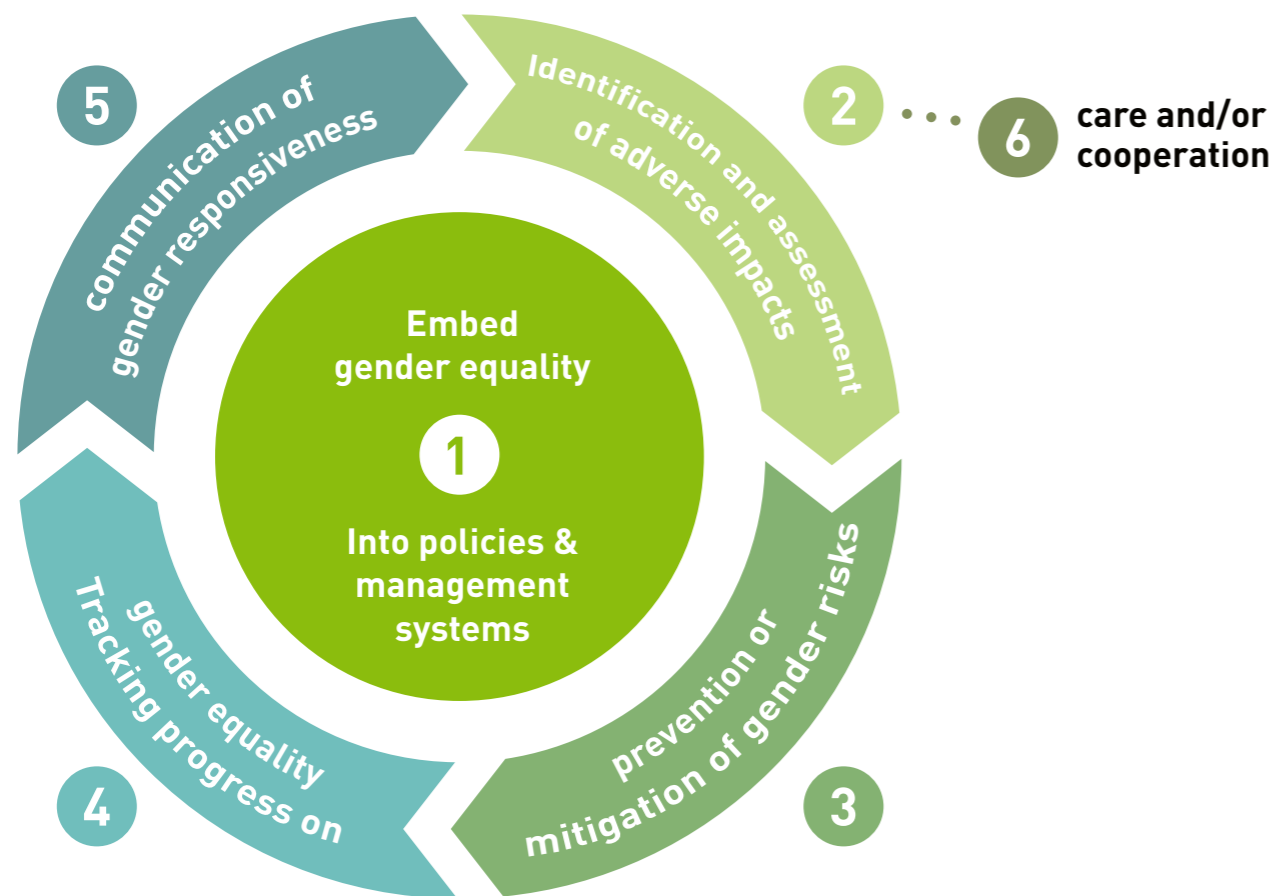 Embed
gender equality
1
Into policies &
management
systems
2
Identification and assessment
of adverse impacts
3
prevention or
mitigation of gender risks
4
gender equality
Tracking progress on
5
communication of
gender responsiveness
6
care and/or
cooperation